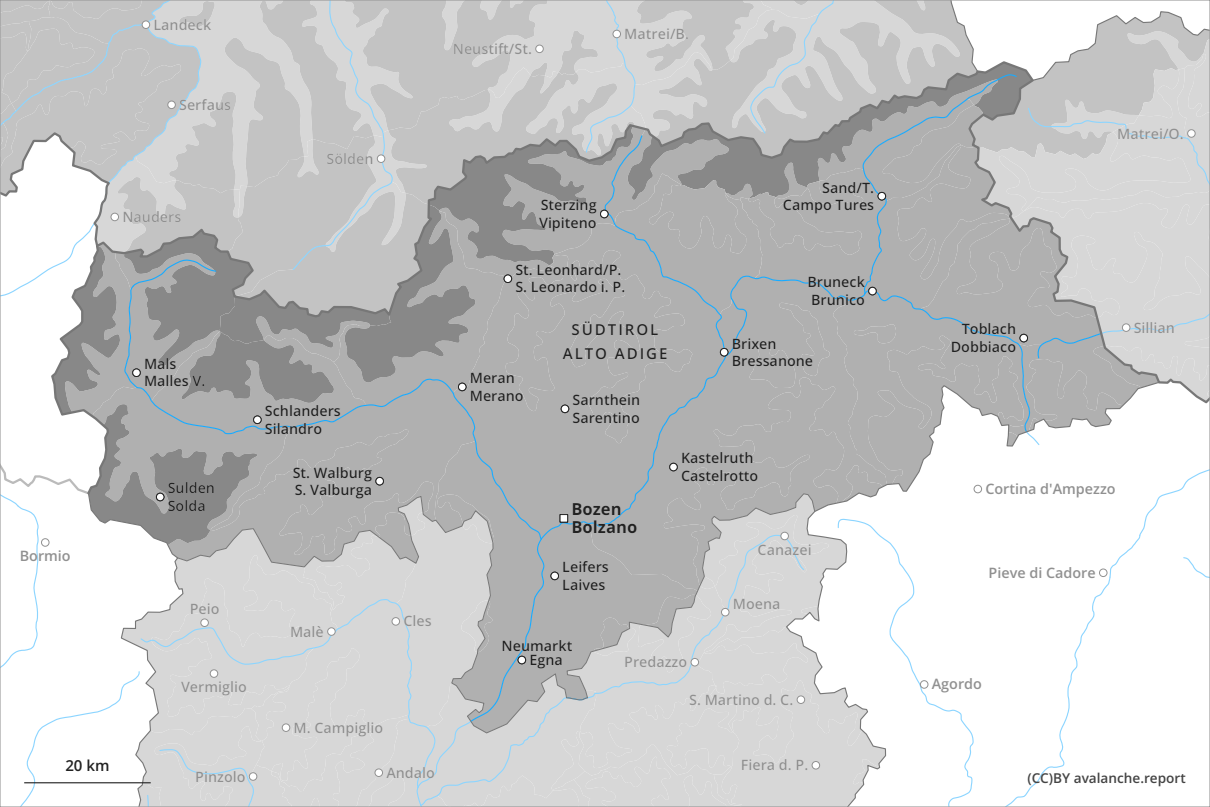 Landeck
Neustift/St.
Matrei/B.
Serfaus
Matrei/O.
Sölden
Sand/T.
Campo Tures
Nauders
Sterzing
Vipiteno
St. Leonhard/P.
S. Leonardo i. P.
Bruneck
Brunico
SÜDTIROL
ALTO ADIGE
Toblach
Dobbiaco
Sillian
Brixen
Bressanone
Mals
Malles V.
Meran
Merano
Sarnthein
Sarentino
Schlanders
Silandro
Kastelruth
Castelrotto
St. Walburg
S. Valburga
Sulden
Solda
Cortina d'Ampezzo
Bozen
Bolzano
Bormio
Canazei
Leifers
Laives
Pieve di Cadore
Peio
Malè
Cles
Moena
Neumarkt
Egna
Predazzo
Vermiglio
Agordo
S. Martino d. C.
M. Campiglio
Fiera d. P.
Pinzolo
Andalo
20 km
(CC)BY avalanche.report